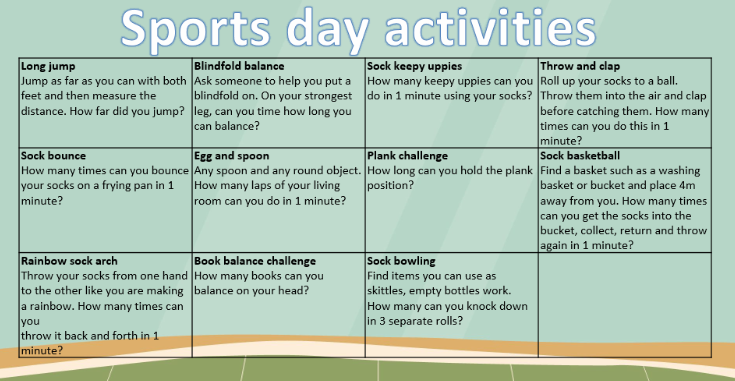 Sports day activities
Long jump
Jump as far as you can with both
feet and then measure the
distance. How far did you jump?
Blindfold balance
Ask someone to help you put a
blindfold on. On your strongest
leg, can you time how long you
can balance?
Sock keepy uppies
How many keepy uppies can you
do in 1 minute using your socks?
Throw and clap
Roll up your socks to a ball.
Throw them into the air and clap
before catching them. How many
times can you do this in 1
minute?
Sock bounce
How many times can you bounce
your socks on a frying pan in 1
minute?
Egg and spoon
Any spoon and any round object.
How many laps of your living
room can you do in 1 minute?
Plank challenge
How long can you hold the plank
position?
Sock basketball
Find a basket such as a washing
basket or bucket and place 4m
away from you. How many times
can you get the socks into the
bucket, collect, return and throw
again in 1 minute?
Rainbow sock arch
Throw your socks from one hand
to the other like you are making
a rainbow. How many times can
you
throw it back and forth in 1
minute?
Book balance challenge
How many books can you
balance on your head?
Sock bowling
Find items you can use as
skittles, empty bottles work.
How many can you knock down
in 3 separate rolls?